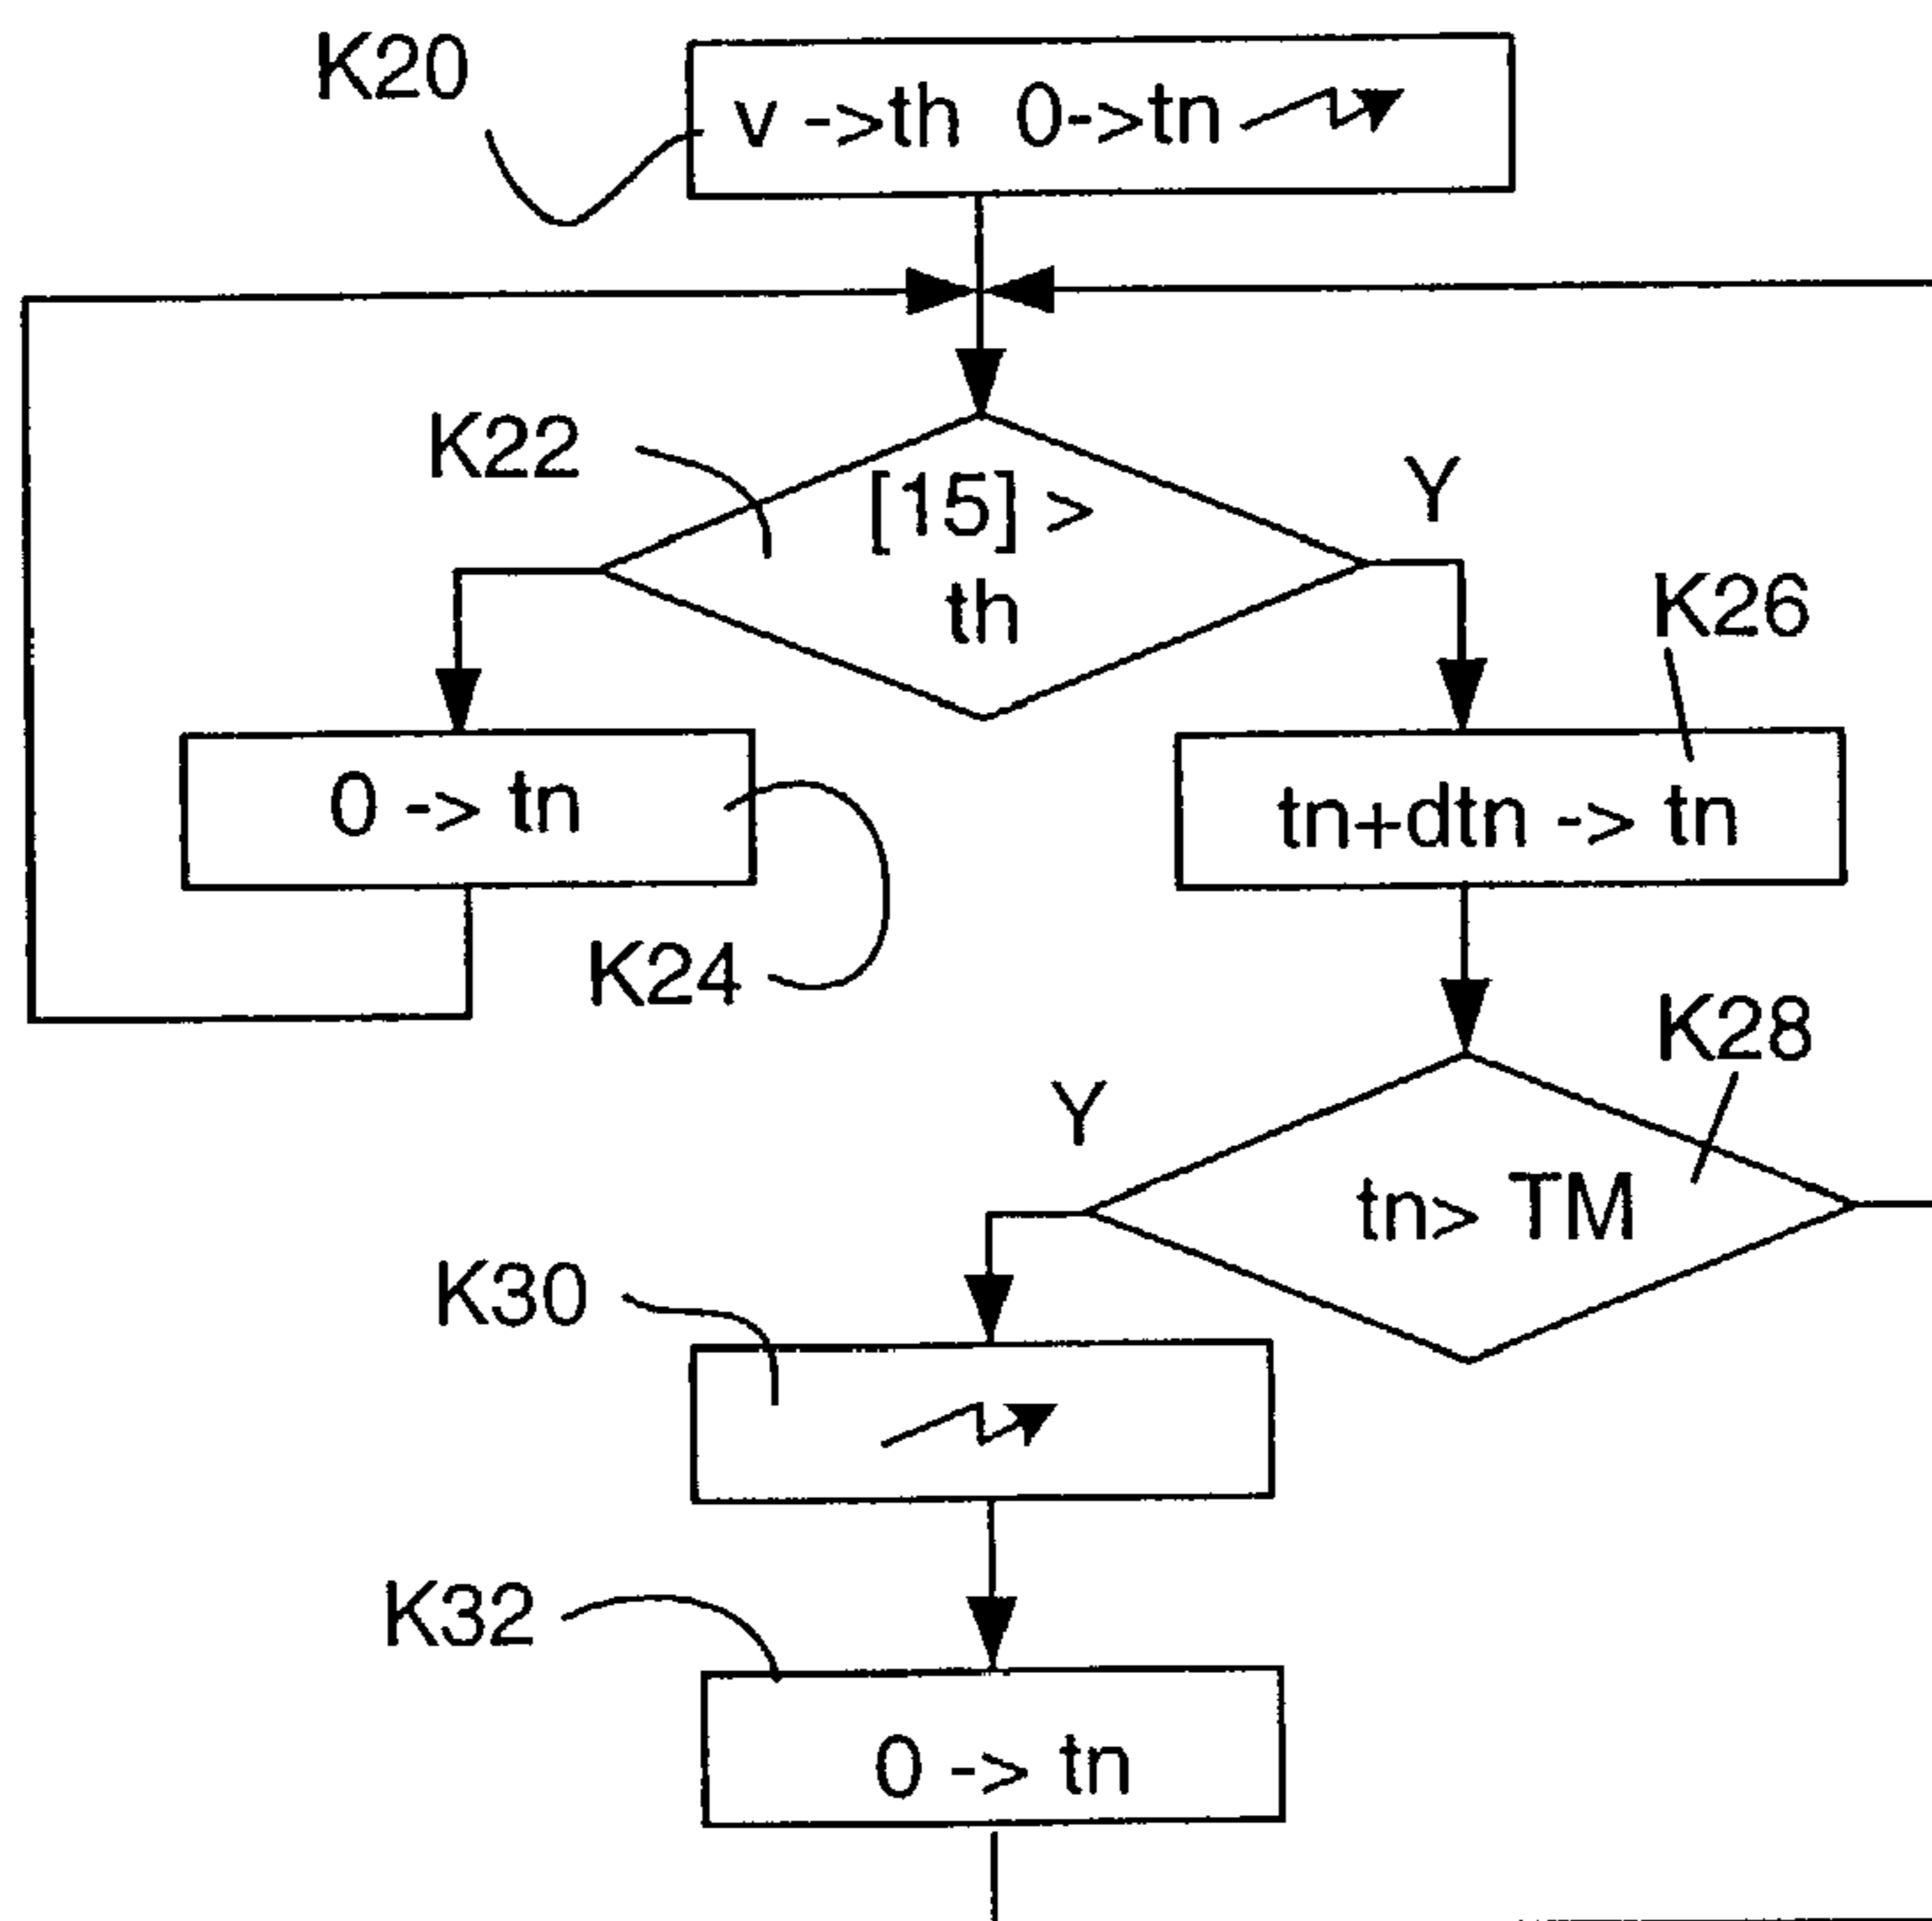 K20
v ->th 0->tn
K22
[15] >
th
Y
K26
0 -> tn
tn+dtn -> tn
K24
K28
Y
tn> TM
K30
K32
0 -> tn